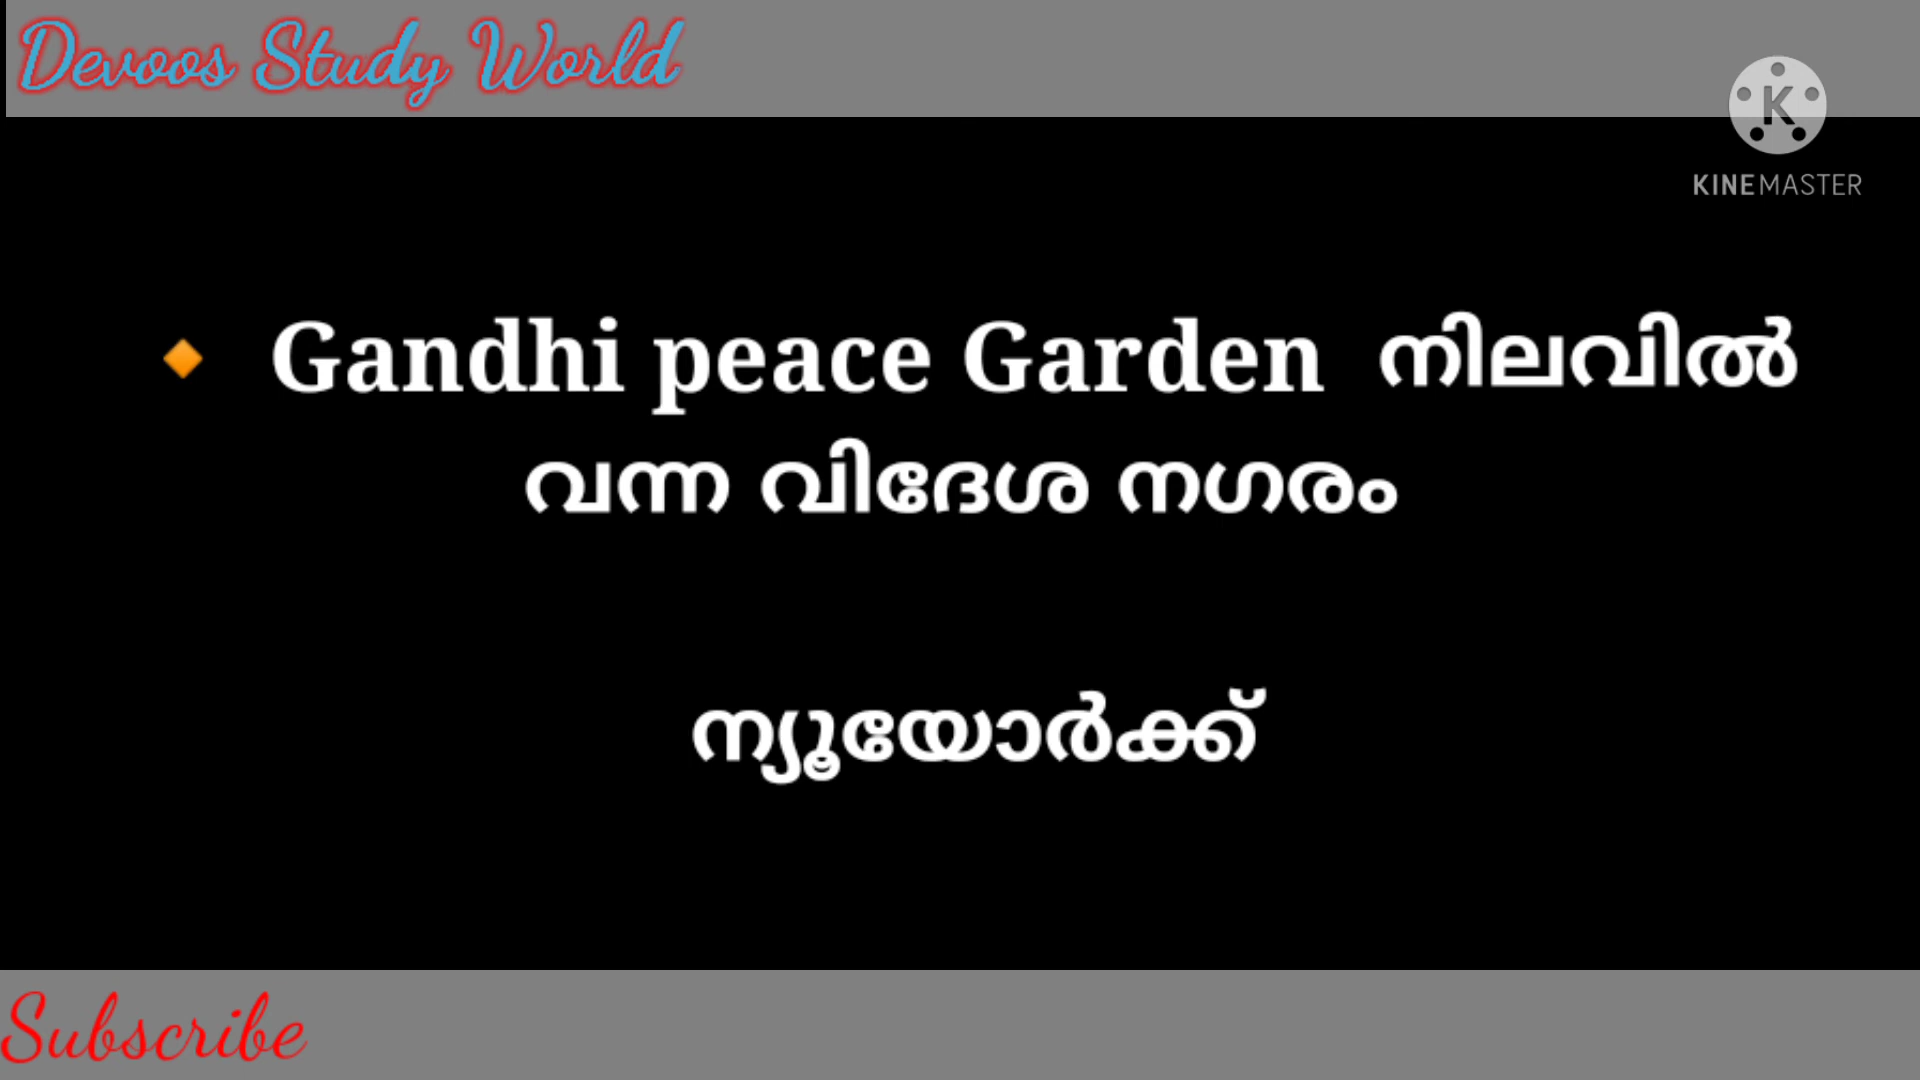 Devoos Study World
KINEMASTER
🔸 Gandhi peace Garden നിലവിൽ
വന്ന വിദേശ നഗരം
ന്യൂയോർക്ക്
Subscribe